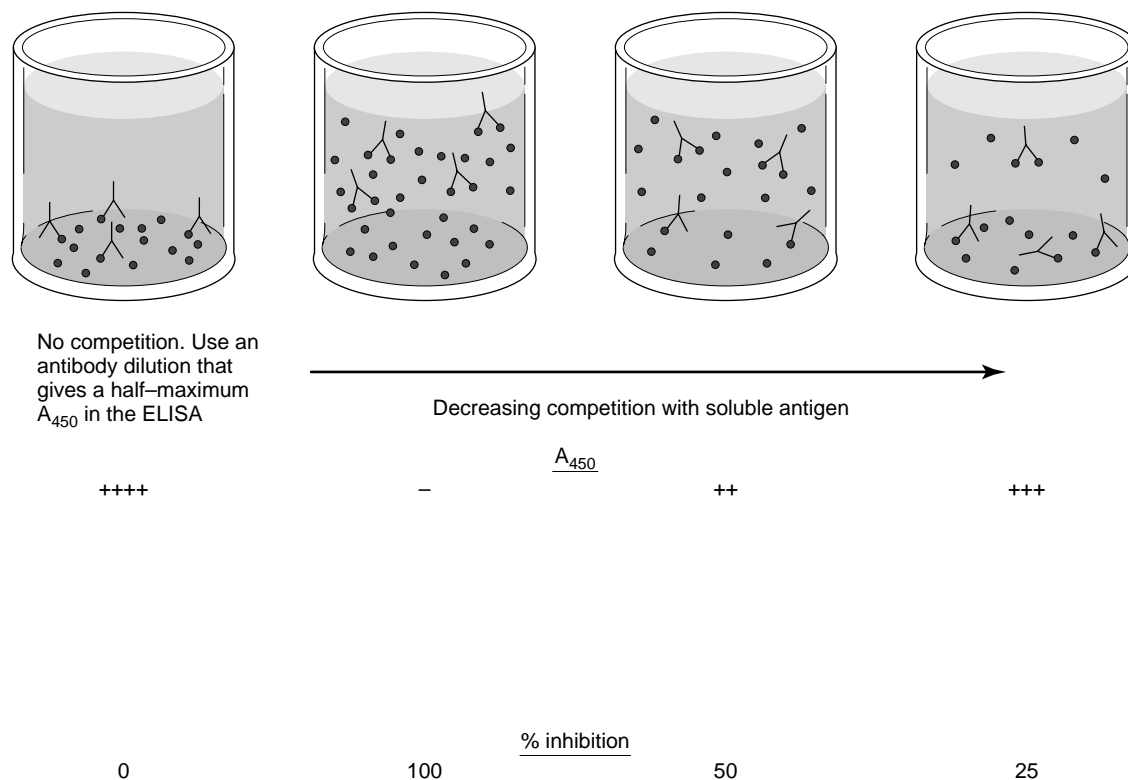 No competition. Use an
antibody dilution that
gives a half–maximum
A450 in the ELISA
Decreasing competition with soluble antigen
A450
++++ – ++ +++
% inhibition
0 100 50 25